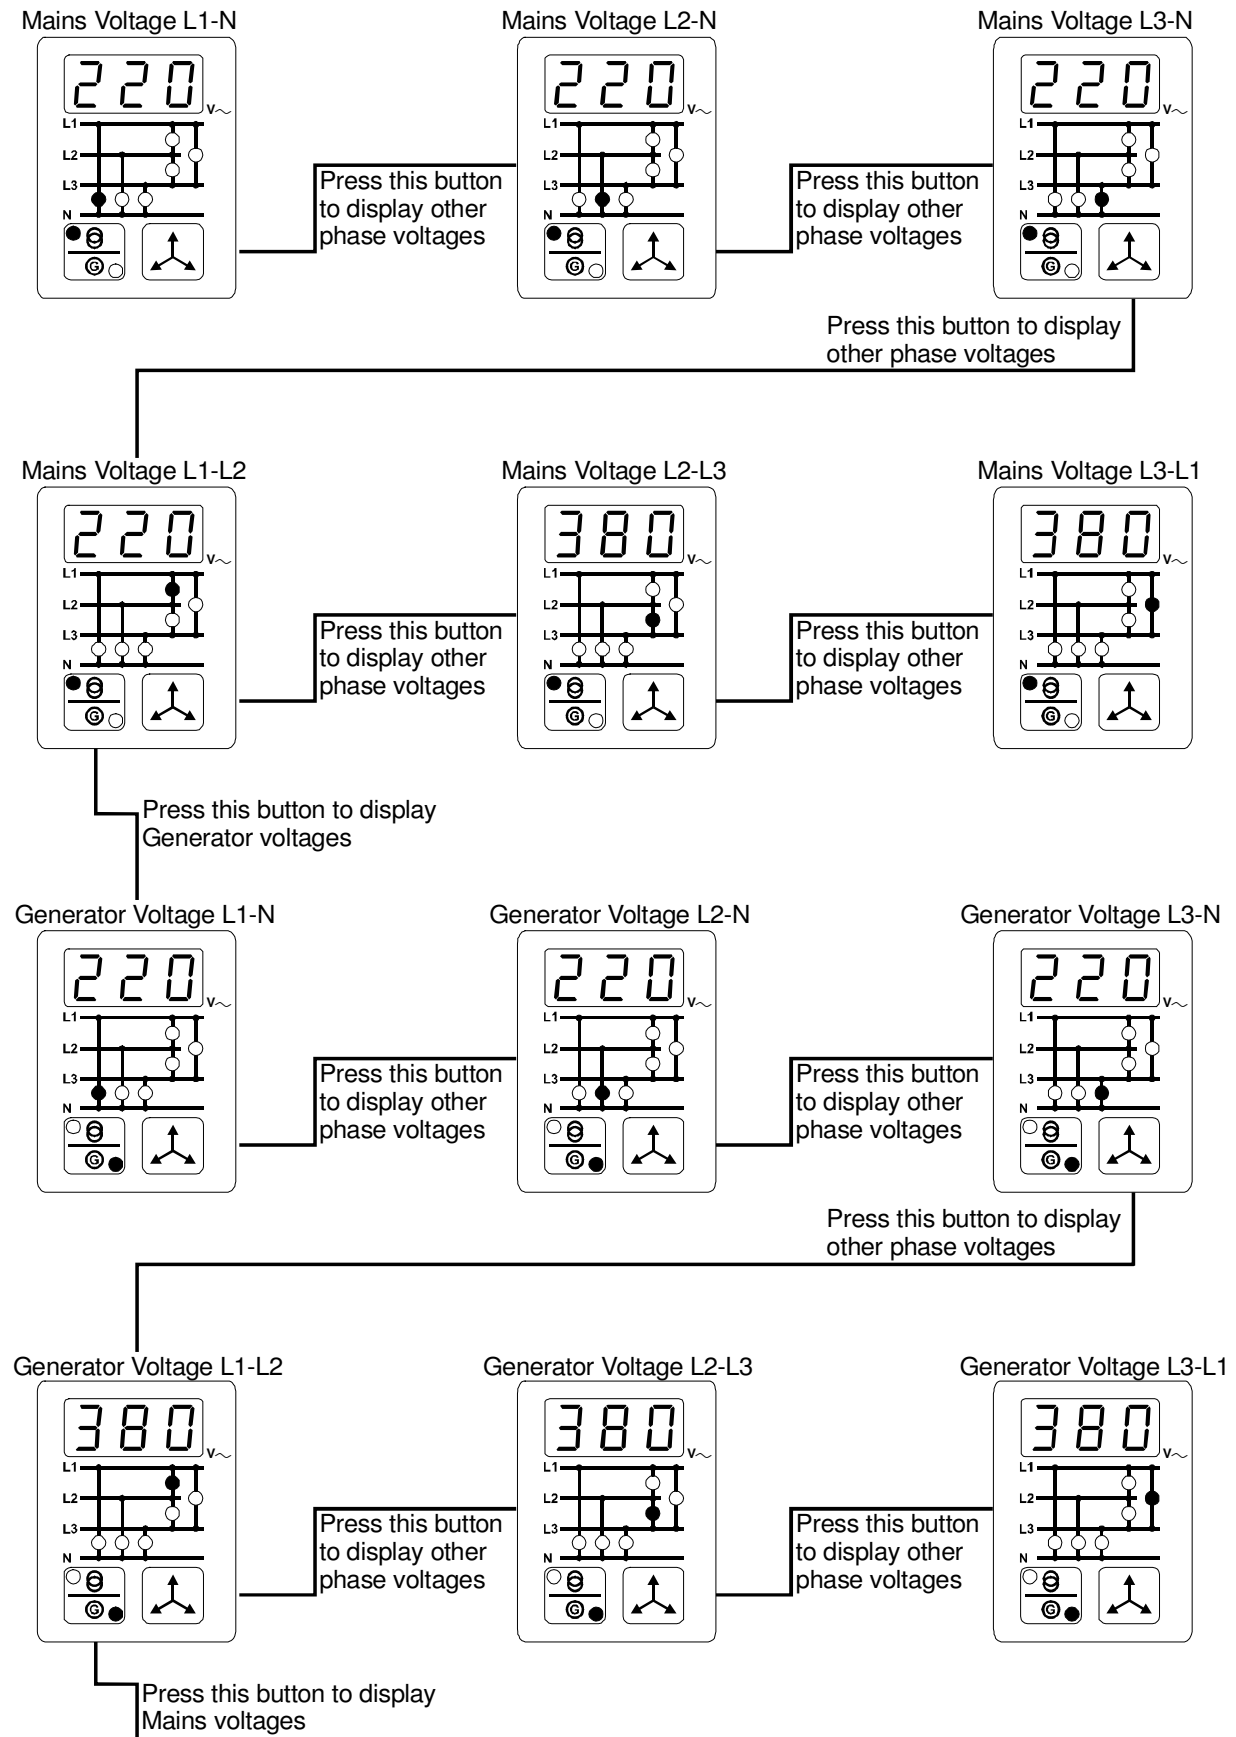 Mains Voltage L1-N
Mains Voltage L2-N
Mains Voltage L3-N
220
V~
L1
L2
L3
N
G
Press this button
to display other
phase voltages
220
V~
L1
L2
L3
N
G
Press this button
to display other
phase voltages
220
V~
L1
L2
L3
N
G
Press this button to display
other phase voltages
Mains Voltage L1-L2
Mains Voltage L2-L3
Mains Voltage L3-L1
220
V~
L1
L2
L3
N
G
Press this button
to display other
phase voltages
380
V~
L1
L2
L3
N
G
Press this button
to display other
phase voltages
380
V~
L1
L2
L3
N
G
Press this button to display
Generator voltages
Generator Voltage L1-N
Generator Voltage L2-N
Generator Voltage L3-N
220
V~
L1
L2
L3
N
G
Press this button
to display other
phase voltages
220
V~
L1
L2
L3
N
G
Press this button
to display other
phase voltages
220
V~
L1
L2
L3
N
G
Press this button to display
other phase voltages
Generator Voltage L1-L2
Generator Voltage L2-L3
Generator Voltage L3-L1
380
V~
L1
L2
L3
N
G
Press this button
to display other
phase voltages
380
V~
L1
L2
L3
N
G
Press this button
to display other
phase voltages
380
V~
L1
L2
L3
N
G
Press this button to display
Mains voltages